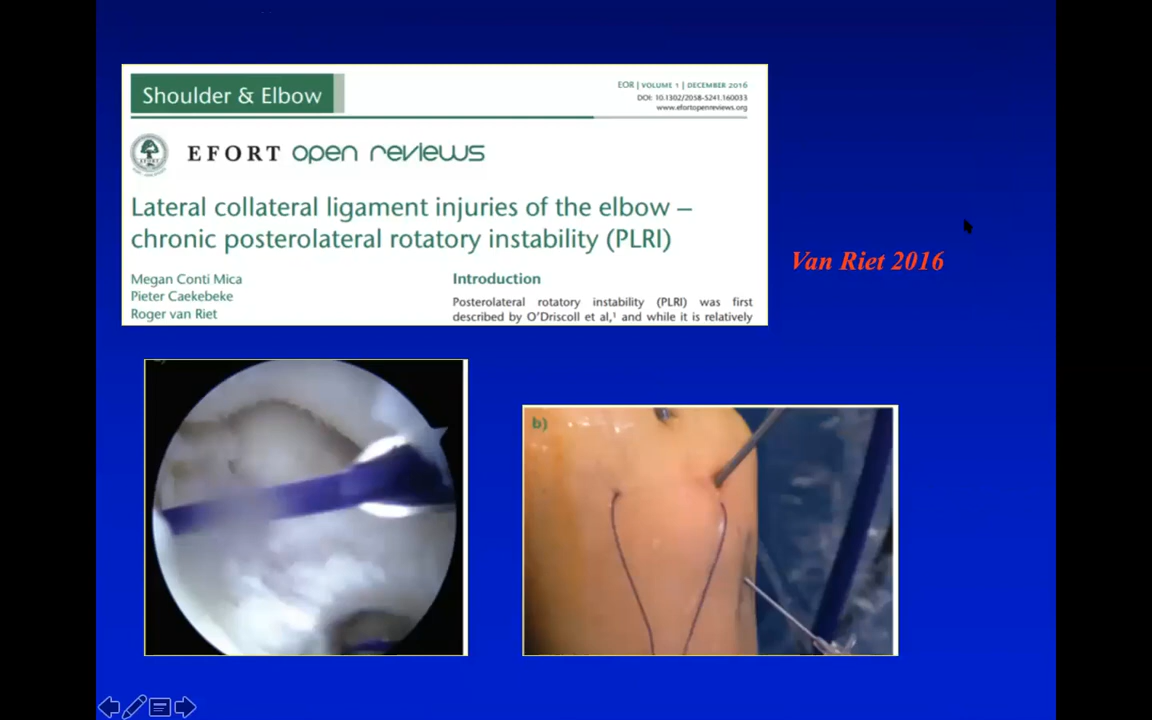 Shoulder & Elbow
EOR | VOLUME 1 | DECEMBER 2016
DOI: 10.1302/2058-5241.160033
www.efortopenreviews.org
EFORT open reviews
Lateral collateral ligament injuries of the elbow –
chronic posterolateral rotatory instability (PLRI)
Megan Conti Mica
Pieter Caekebeke
Roger van Riet
Introduction
Posterolateral rotatory instability (PLRI) was first
described by O'Driscoll et al,¹ and while it is relatively
Van Riet 2016
b)